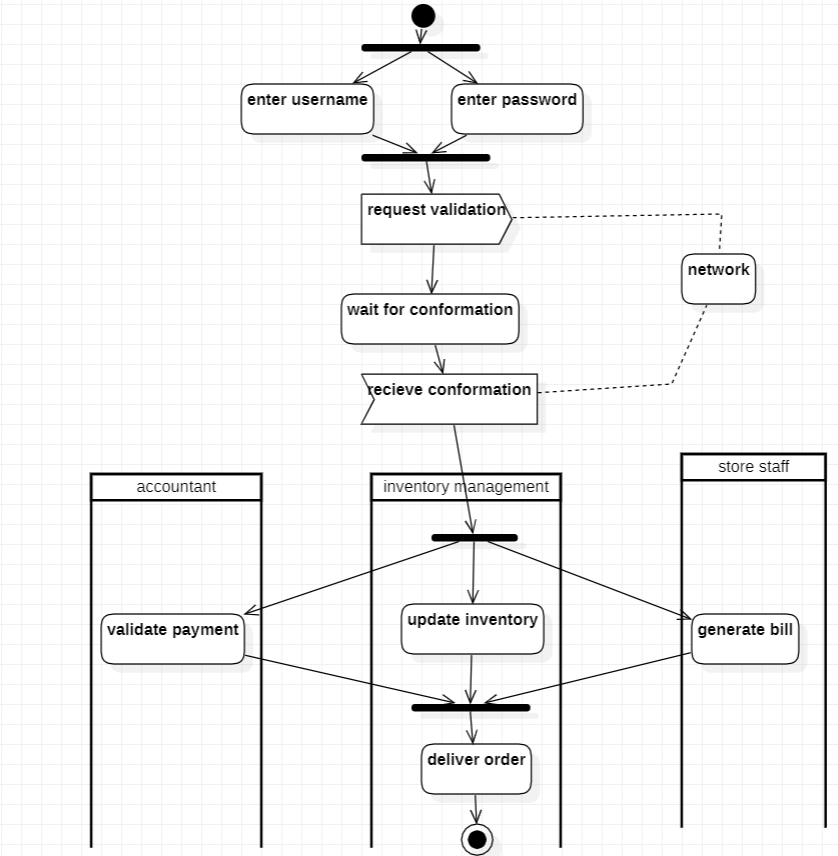 enter username
enter password
request validation
network
wait for conformation
recieve conformation
store staff
accountant
inventory management
validate payment
update inventory
generate bill
deliver order